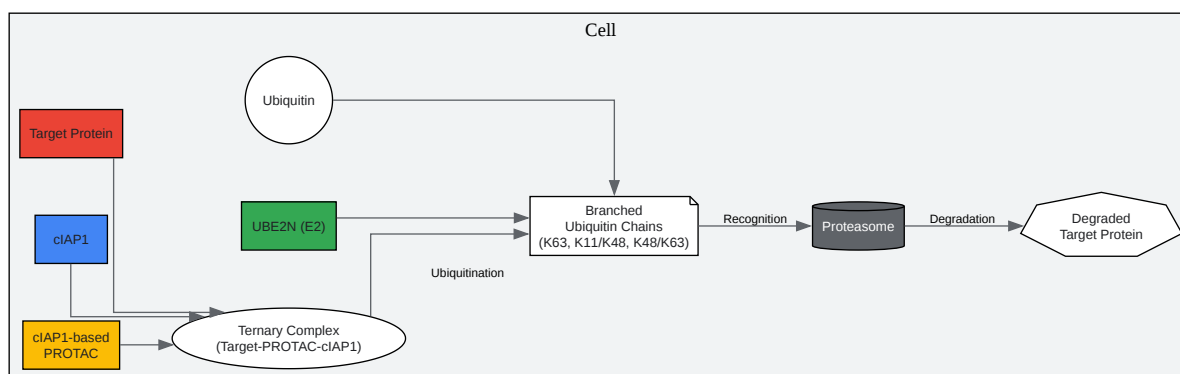 Cell
Ubiquitin
Target Protein
UBE2N (E2)
Branched
Ubiquitin Chains
(K63, K11/K48, K48/K63)
Recognition
Proteasome
Degradation
Degraded
Target Protein
cIAP1
Ubiquitination
cIAP1-based
PROTAC
Ternary Complex
(Target-PROTAC-cIAP1)